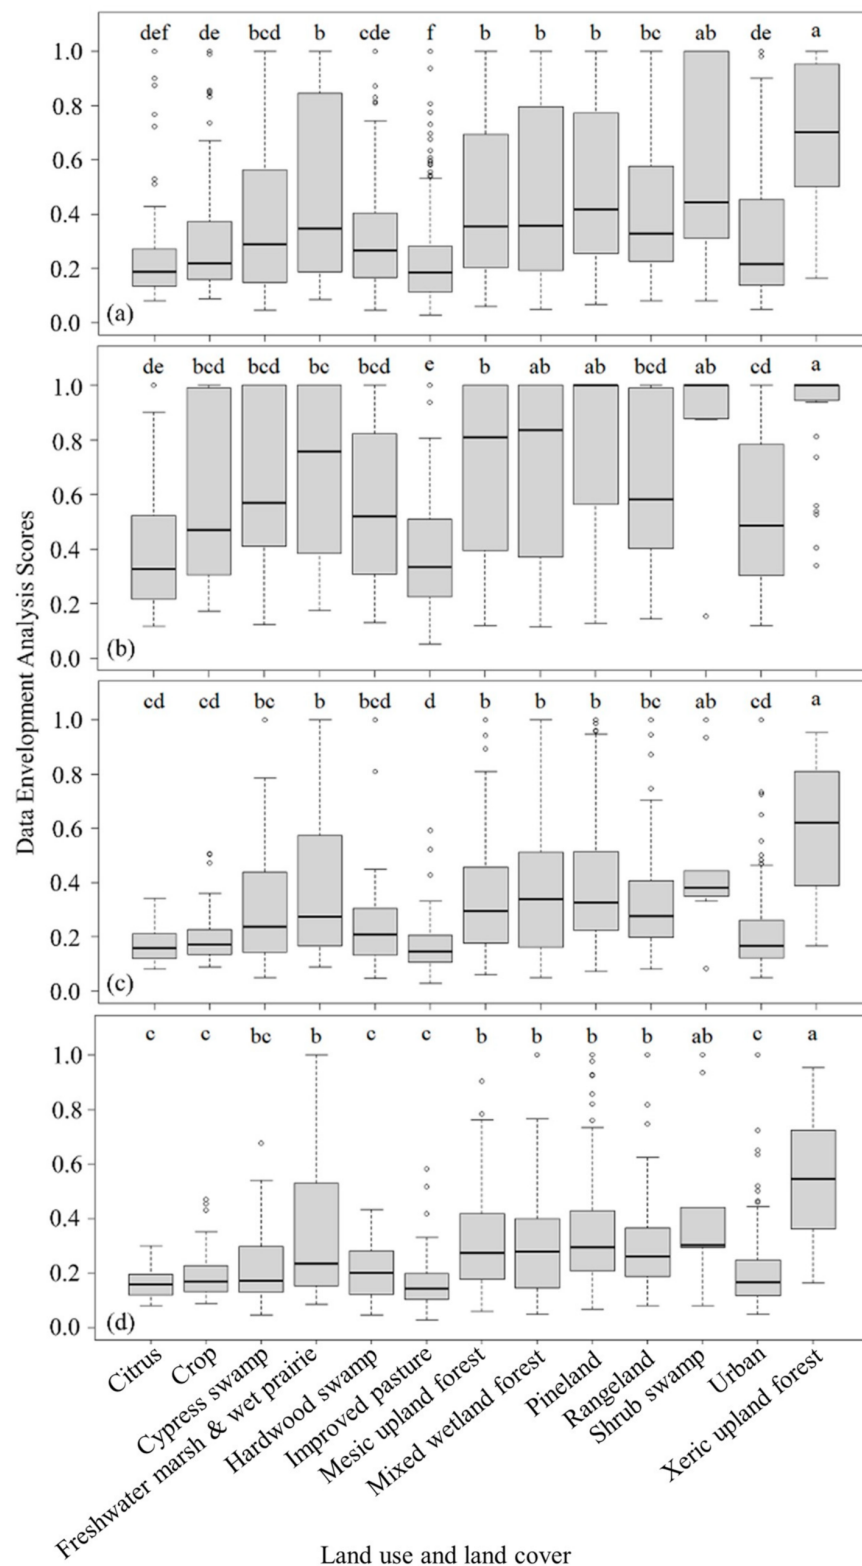 def de bcd b cde f b b b bc ab de a
1.0
0.8
0.6
0.4
0.2
0.0
(a)
de bcd bcd bc bcd e b ab ab bcd ab cd a
1.0
0.8
0.6
0.4
0.2
0.0
(b)
Data Envelopment Analysis Scores
cd cd bc b bcd d b b b bc ab cd a
1.0
0.8
0.6
0.4
0.2
0.0
(c)
c c bc b c c b b b b ab c a
1.0
0.8
0.6
0.4
0.2
0.0
(d)
Citrus
Crop
Cypress swamp
Freshwater marsh & wet prairie
Hardwood swamp
Improved pasture
Mesic upland forest
Mixed wetland forest
Pineland
Rangeland
Shrub swamp
Urban
Xeric upland forest
Land use and land cover